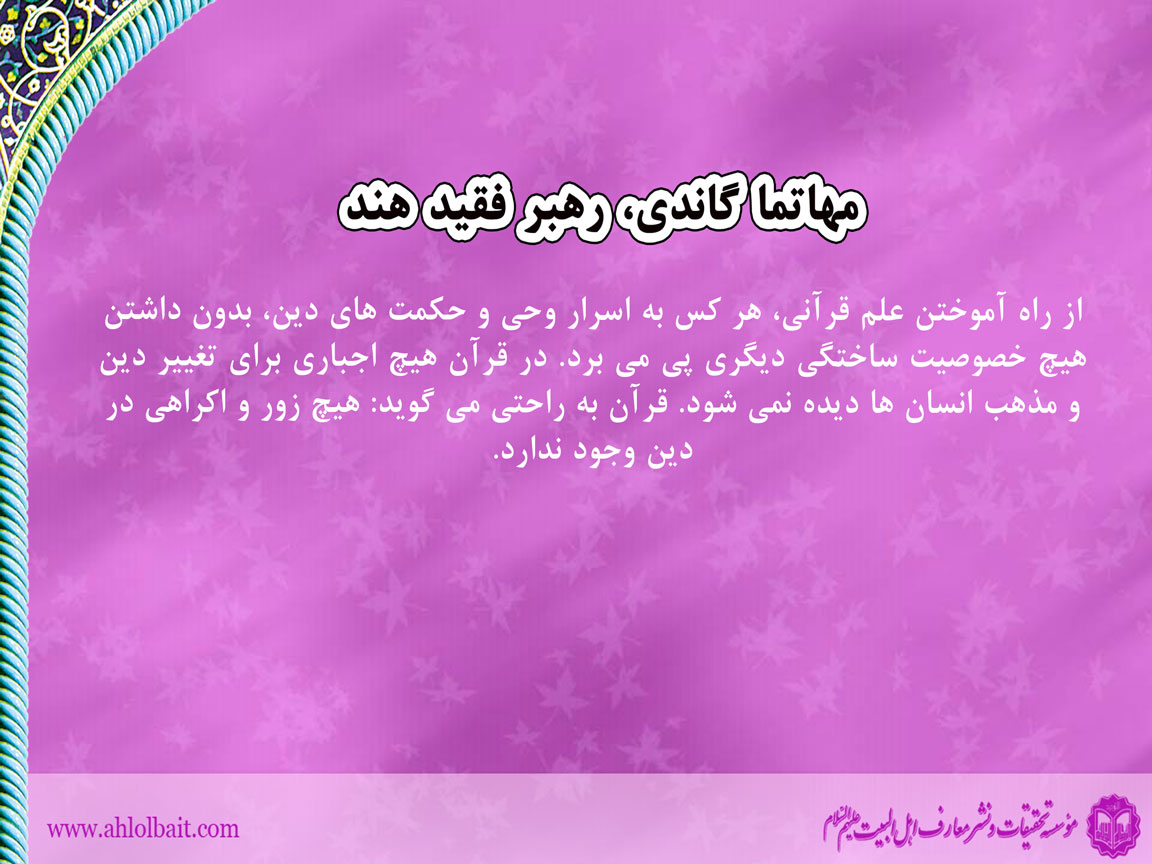 مهاتما گاندی، رهبر فقید هند
از راه آموختن علم قرآنی، هر کس به اسرار وحی و حکمت های دین، بدون داشتن
هیچ خصوصیت ساختگی دیگری پی می برد. در قرآن هیچ اجباری برای تغییر دین
و مذهب انسان ها دیده نمی شود. قرآن به راحتی می گوید: هیچ زور و اکراهی در
دین وجود ندارد.
موسسه تحقیقات و نشر معارف اهل البیت علیهم السلام
www.ahlolbait.com